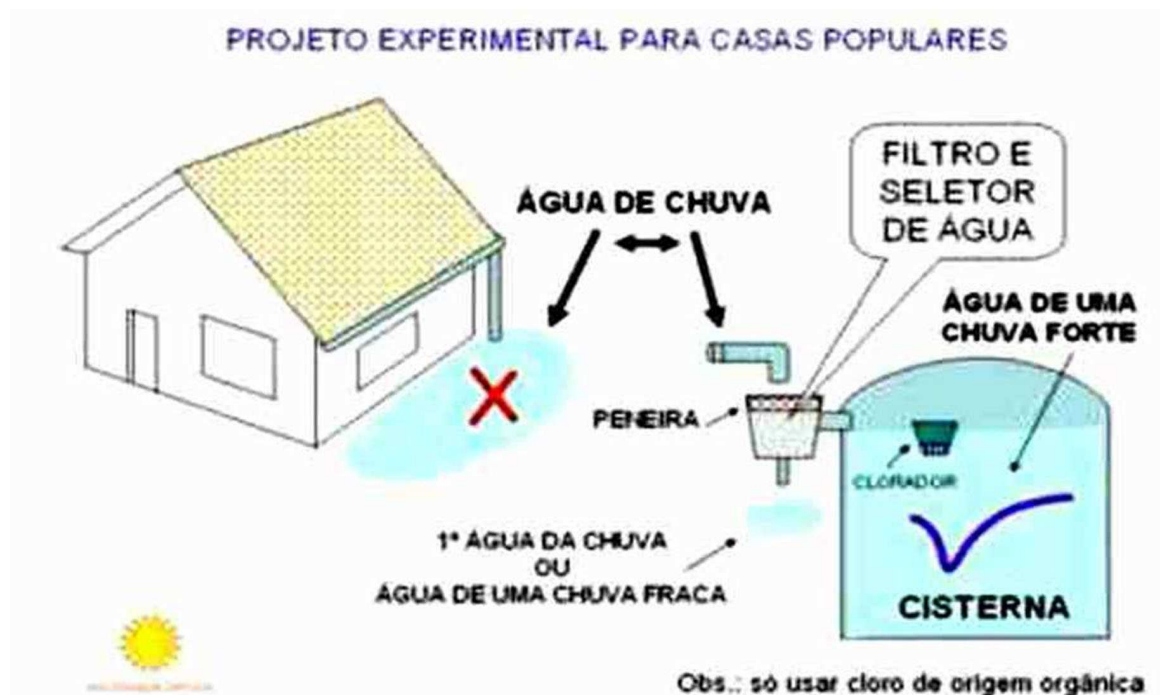 PROJETO EXPERIMENTAL PARA CASAS POPULARES
ÁGUA DE CHUVA
FILTRO E
SELETOR
DE ÁGUA
ÁGUA DE UMA
CHUVA FORTE
PENEIRA
CLORADOR
1ª ÁGUA DA CHUVA
OU
ÁGUA DE UMA CHUVA FRACA
CISTERNA
Obs.: só usar cloro de origem orgânica